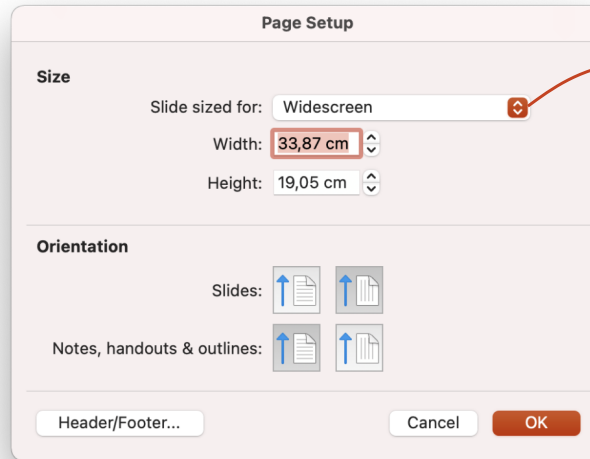 Page Setup
Size
Slide sized for: Widescreen
Width: 33,87 cm
Height: 19,05 cm
Orientation
Slides:
Notes, handouts & outlines:
Header/Footer... Cancel OK